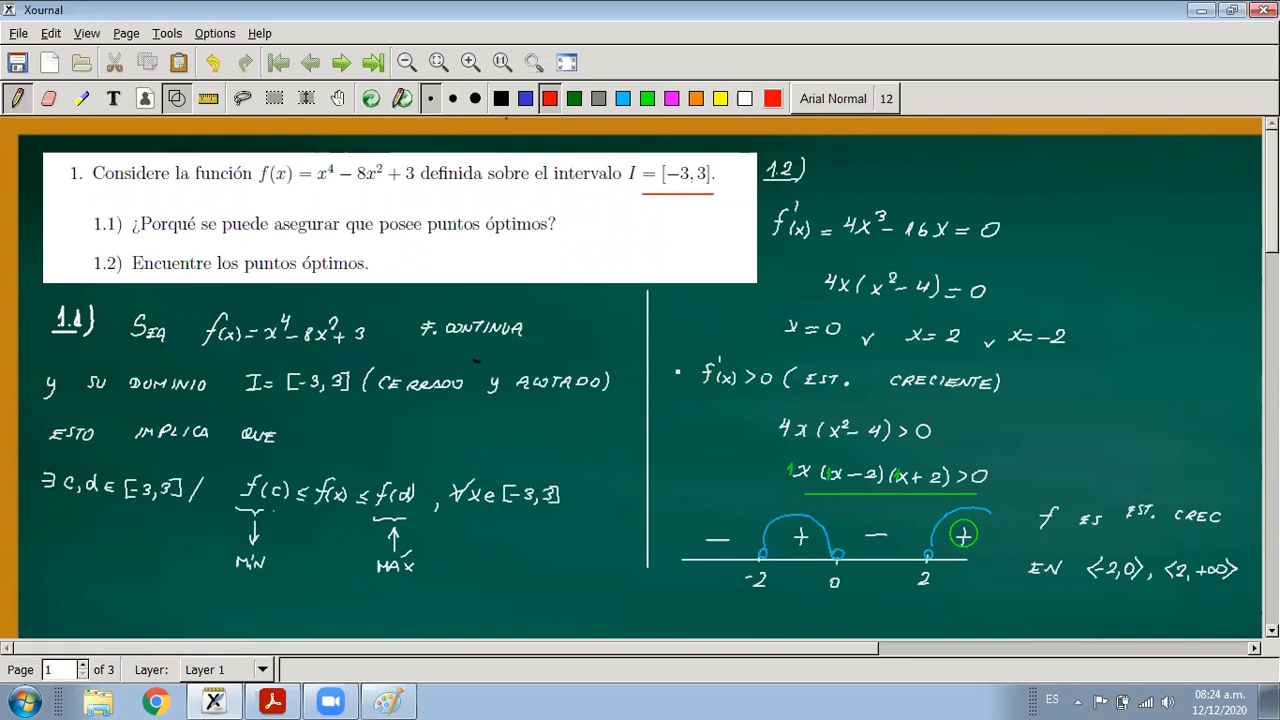 Xournal
File Edit View Page Tools Options Help
Arial Normal 12
1. Considere la función f(x) = x⁴ − 8x² + 3 definida sobre el intervalo I = [−3, 3].
1.1) ¿Porqué se puede asegurar que posee puntos óptimos?
1.2) Encuentre los puntos óptimos.
1.1) SEA f(x) = x⁴ − 8x² + 3 F. CONTINUA
y SU DOMINIO I = [-3, 3] (CERRADO y ACOTADO)
ESTO IMPLICA QUE
∃ c, d ∈ [-3, 3] / f(c) ≤ f(x) ≤ f(d), ∀x ∈ [-3, 3]
MÍN MÁX
1.2)
f'(x) = 4x³ − 16x = 0
4x(x² − 4) = 0
x = 0 ∨ x = 2 ∨ x = −2
• f'(x) > 0 (EST. CRECIENTE)
4x(x² − 4) > 0
1x(1x − 2)(1x + 2) > 0
− + − +
-2 0 2
f ES EST. CREC
EN <-2,0>, <2,+∞>
Page 1 of 3 Layer: Layer 1
ES 08:24 a.m.
12/12/2020